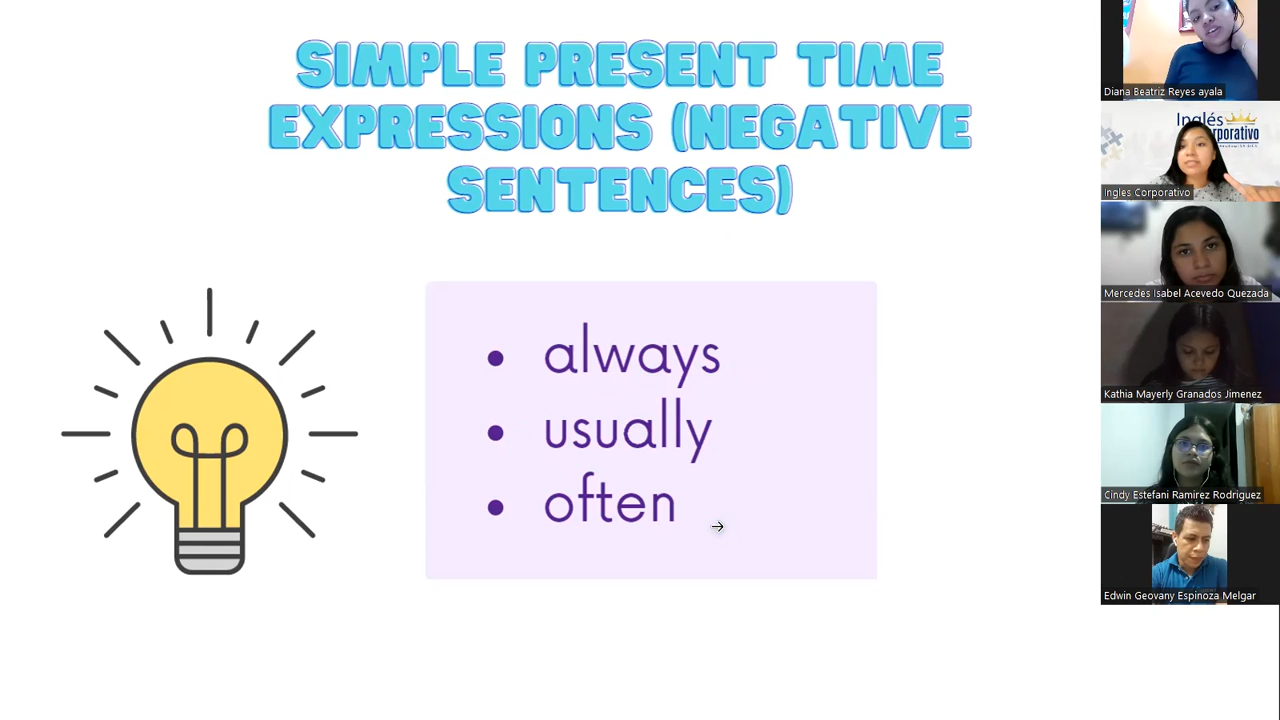 SIMPLE PRESENT TIME
EXPRESSIONS (NEGATIVE
SENTENCES)
• always
• usually
• often
Diana Beatriz Reyes ayala
Inglés
Ingles Corporativo
Mercedes Isabel Acevedo Quezada
Kathia Mayerly Granados Jimenez
Cindy Estefani Ramirez Rodriguez
Edwin Geovany Espinoza Melgar